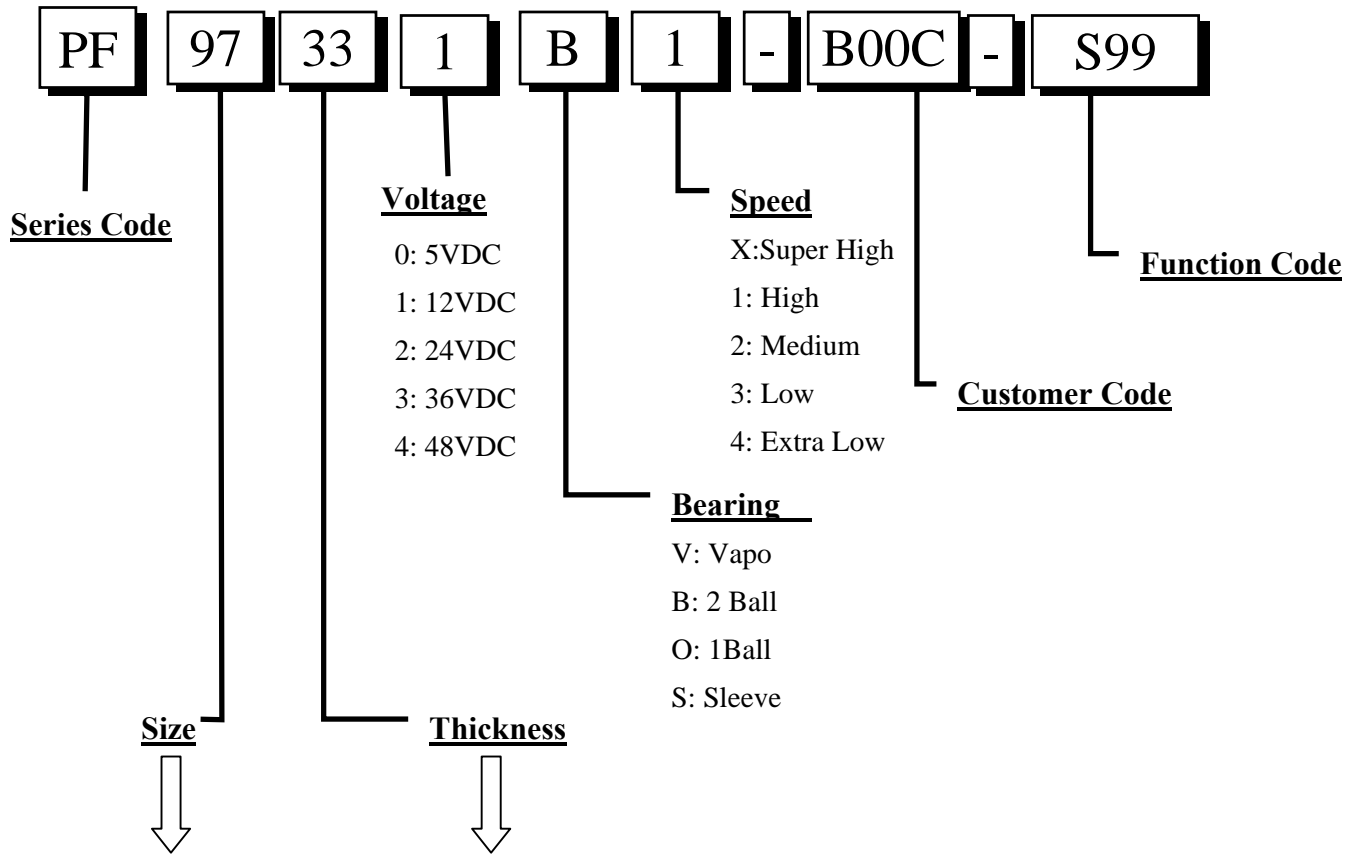 PF 97 33 1 B 1 - B00C - S99
Series Code
Voltage
0: 5VDC
1: 12VDC
2: 24VDC
3: 36VDC
4: 48VDC
Speed
X:Super High
1: High
2: Medium
3: Low
4: Extra Low
Function Code
Customer Code
Bearing
V: Vapo
B: 2 Ball
O: 1Ball
S: Sleeve
Size
Thickness